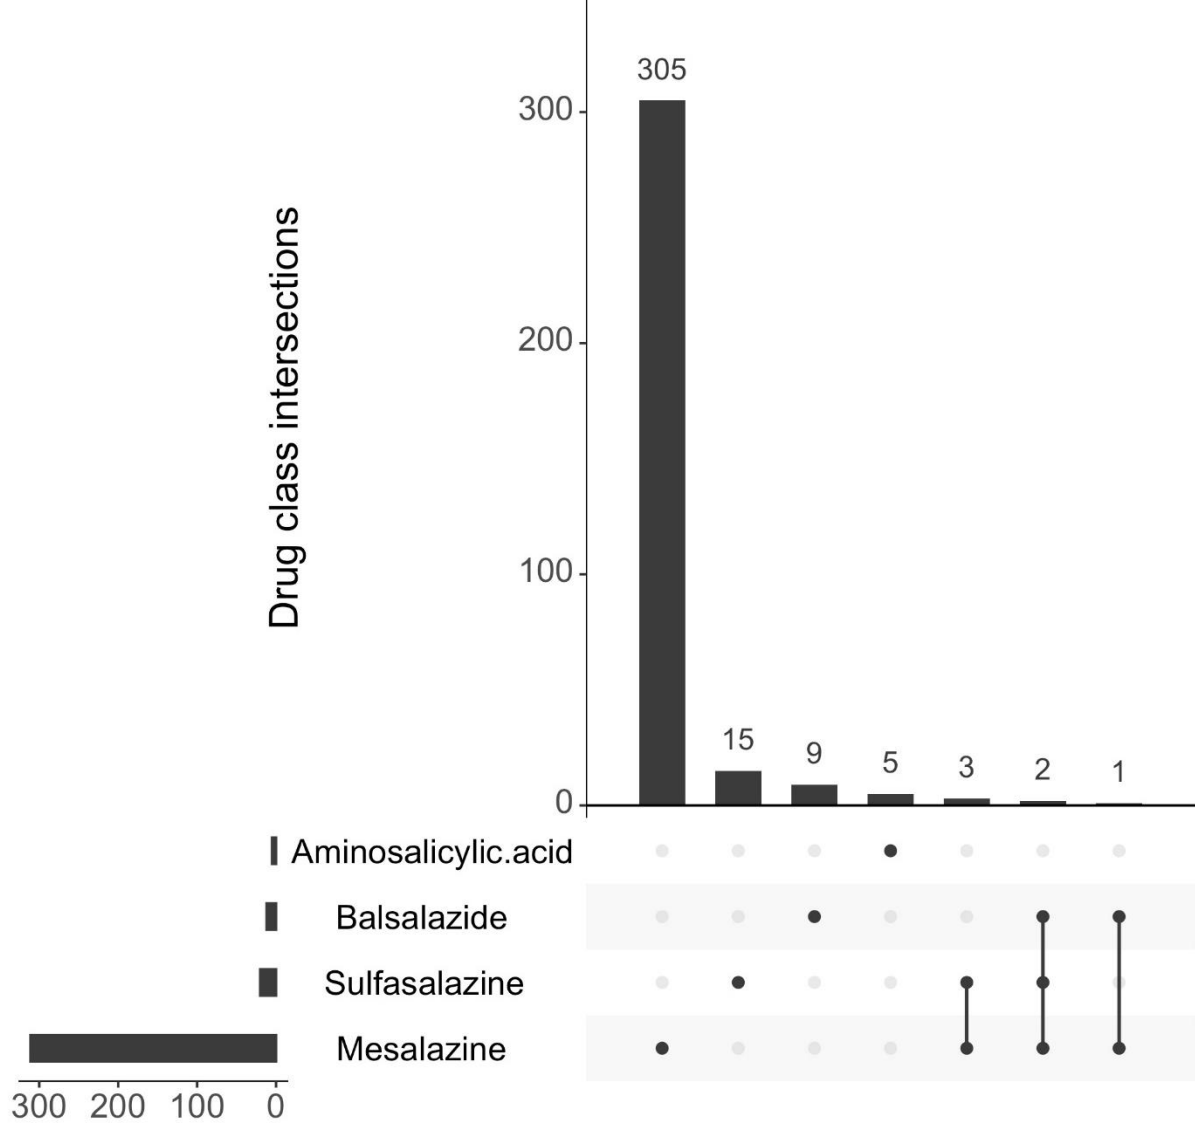 305
300
200
Drug class intersections
100
15
9
5
3
2
1
0
Aminosalicylic.acid
Balsalazide
Sulfasalazine
Mesalazine
300 200 100 0